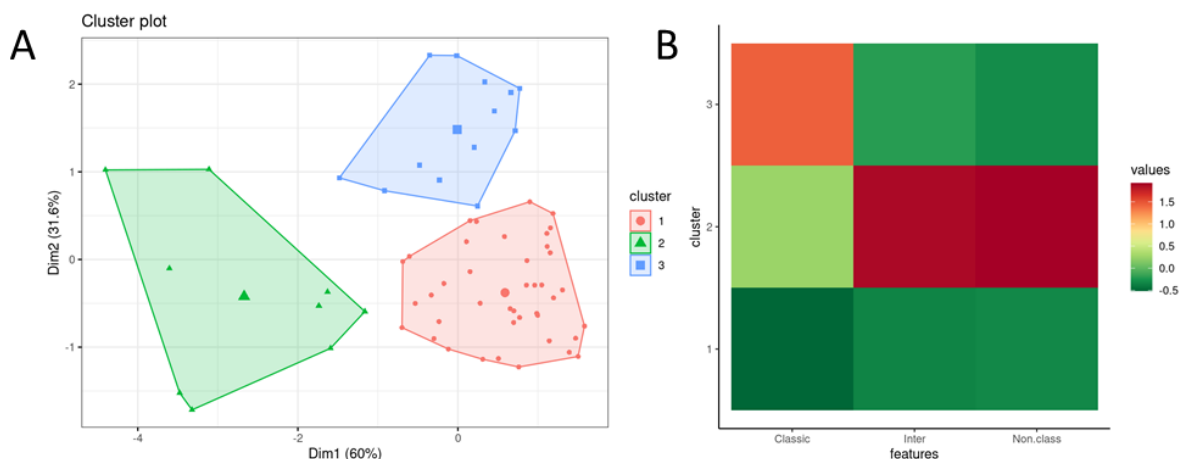 A
Cluster plot
2
1
0
-1
Dim2 (31.6%)
-4
-2
0
Dim1 (60%)
cluster
1
2
3
B
3
2
1
cluster
Classic
Inter
Non.class
features
values
1.5
1.0
0.5
0.0
-0.5